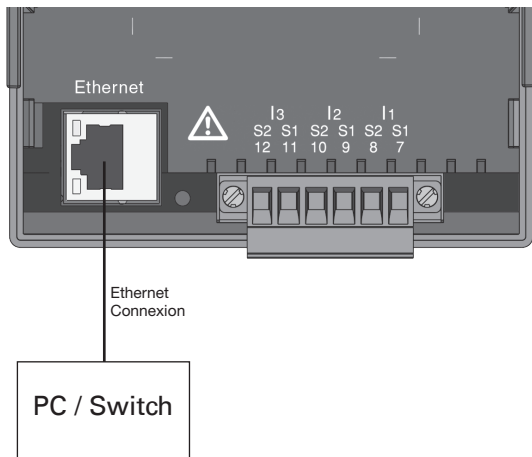 Ethernet
I3 I2 I1
S2 S1 S2 S1 S2 S1
12 11 10 9 8 7
Ethernet
Connexion
PC / Switch